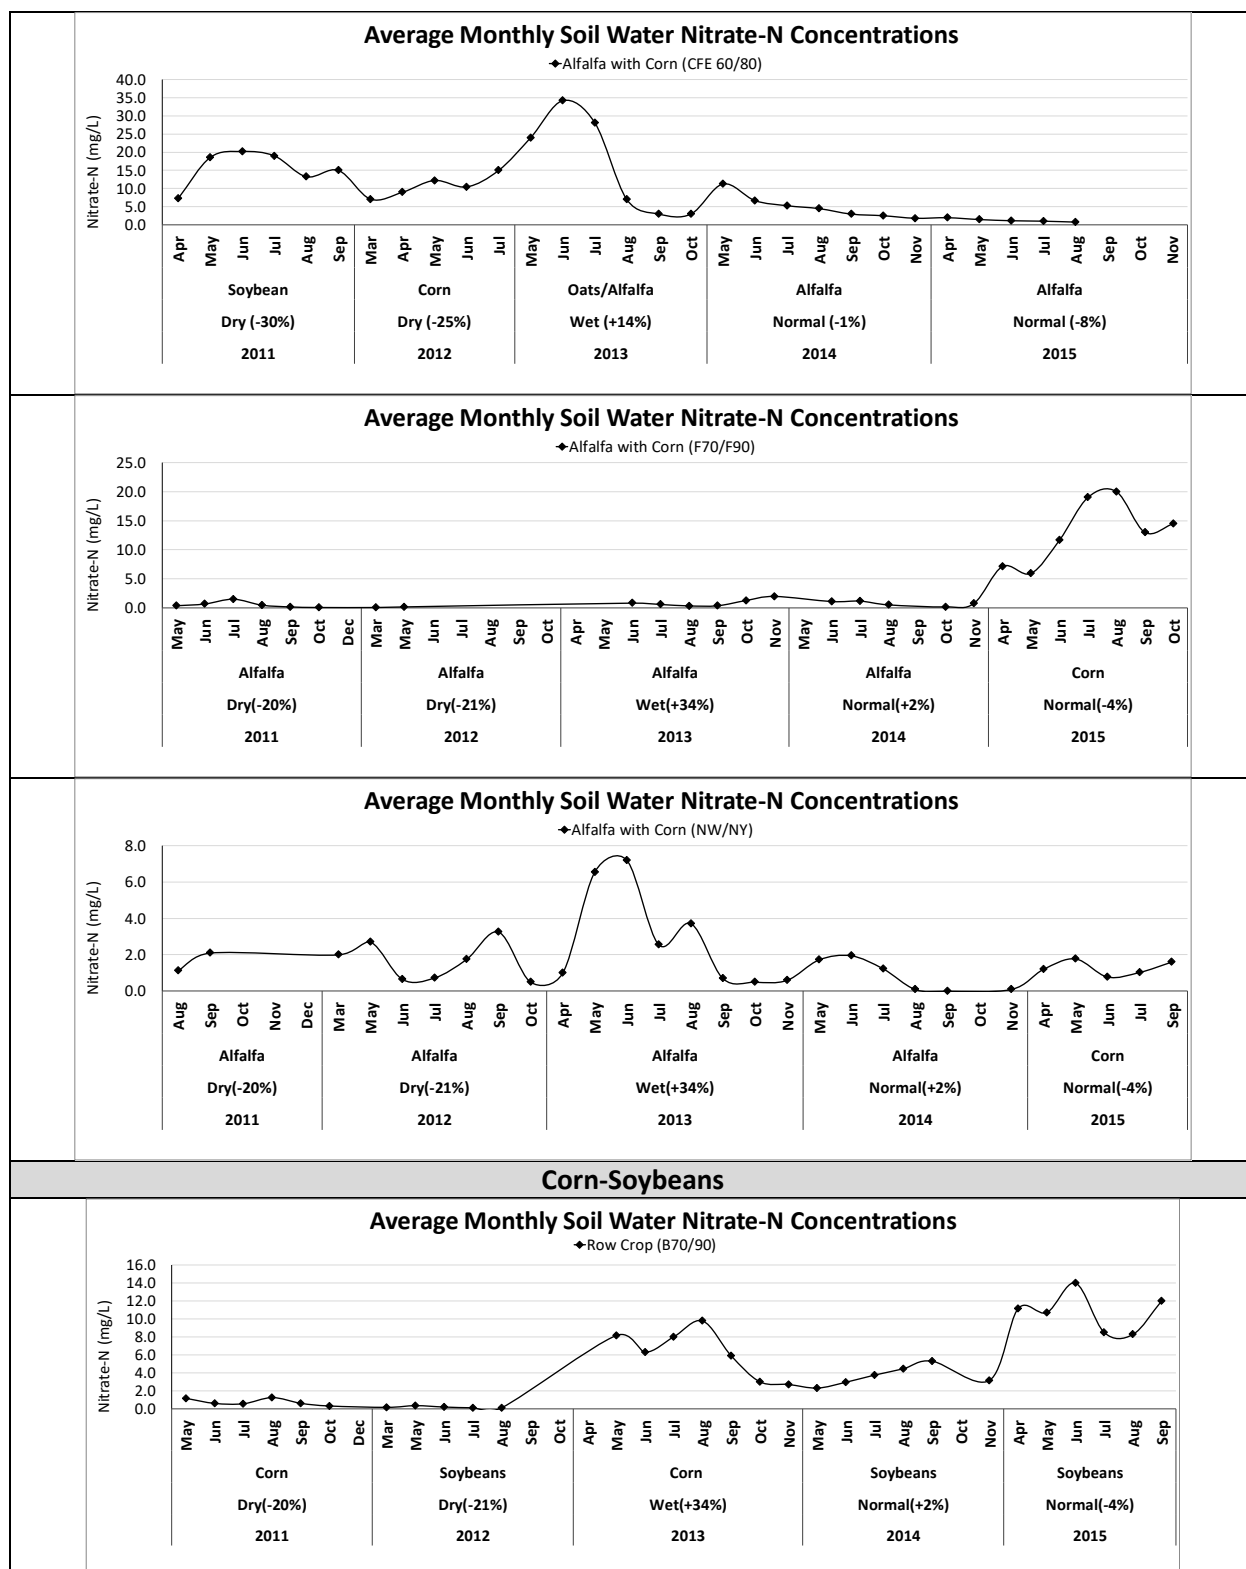 Average Monthly Soil Water Nitrate-N Concentrations
Alfalfa with Corn (CFE 60/80)
Nitrate-N (mg/L)
40.0
35.0
30.0
25.0
20.0
15.0
10.0
5.0
0.0
Apr May Jun Jul Aug Sep Mar Apr May Jun Jul May Jun Jul Aug Sep Oct May Jun Jul Aug Sep Oct Nov Apr May Jun Jul Aug Sep Oct Nov
Soybean Corn Oats/Alfalfa Alfalfa Alfalfa
Dry (-30%) Dry (-25%) Wet (+14%) Normal (-1%) Normal (-8%)
2011 2012 2013 2014 2015
Average Monthly Soil Water Nitrate-N Concentrations
Alfalfa with Corn (F70/F90)
Nitrate-N (mg/L)
25.0
20.0
15.0
10.0
5.0
0.0
May Jun Jul Aug Sep Oct Dec Mar May Jun Jul Aug Sep Oct Apr May Jun Jul Aug Sep Oct Nov May Jun Jul Aug Sep Oct Nov Apr May Jun Jul Aug Sep Oct
Alfalfa Alfalfa Alfalfa Alfalfa Corn
Dry(-20%) Dry(-21%) Wet(+34%) Normal(+2%) Normal(-4%)
2011 2012 2013 2014 2015
Average Monthly Soil Water Nitrate-N Concentrations
Alfalfa with Corn (NW/NY)
Nitrate-N (mg/L)
8.0
6.0
4.0
2.0
0.0
Aug Sep Oct Nov Dec Mar May Jun Jul Aug Sep Oct Apr May Jun Jul Aug Sep Oct Nov May Jun Jul Aug Sep Oct Nov Apr May Jun Jul Sep
Alfalfa Alfalfa Alfalfa Alfalfa Corn
Dry(-20%) Dry(-21%) Wet(+34%) Normal(+2%) Normal(-4%)
2011 2012 2013 2014 2015
Corn-Soybeans
Average Monthly Soil Water Nitrate-N Concentrations
Row Crop (B70/90)
Nitrate-N (mg/L)
16.0
14.0
12.0
10.0
8.0
6.0
4.0
2.0
0.0
May Jun Jul Aug Sep Oct Dec Mar May Jun Jul Aug Sep Oct Apr May Jun Jul Aug Sep Oct Nov May Jun Jul Aug Sep Oct Nov Apr May Jun Jul Aug Sep
Corn Soybeans Corn Soybeans Soybeans
Dry(-20%) Dry(-21%) Wet(+34%) Normal(+2%) Normal(-4%)
2011 2012 2013 2014 2015